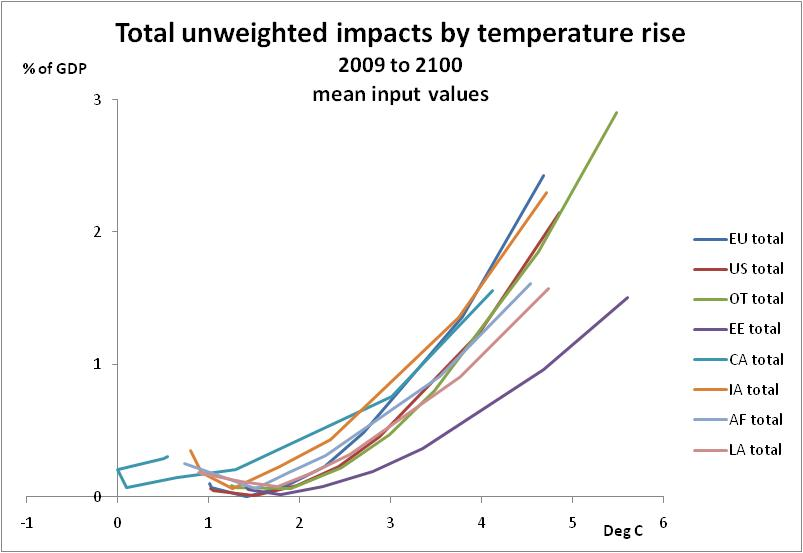 Total unweighted impacts by temperature rise
2009 to 2100
mean input values
% of GDP
3
2
1
0
-1 0 1 2 3 4 5 6
Deg C
EU total
US total
OT total
EE total
CA total
IA total
AF total
LA total